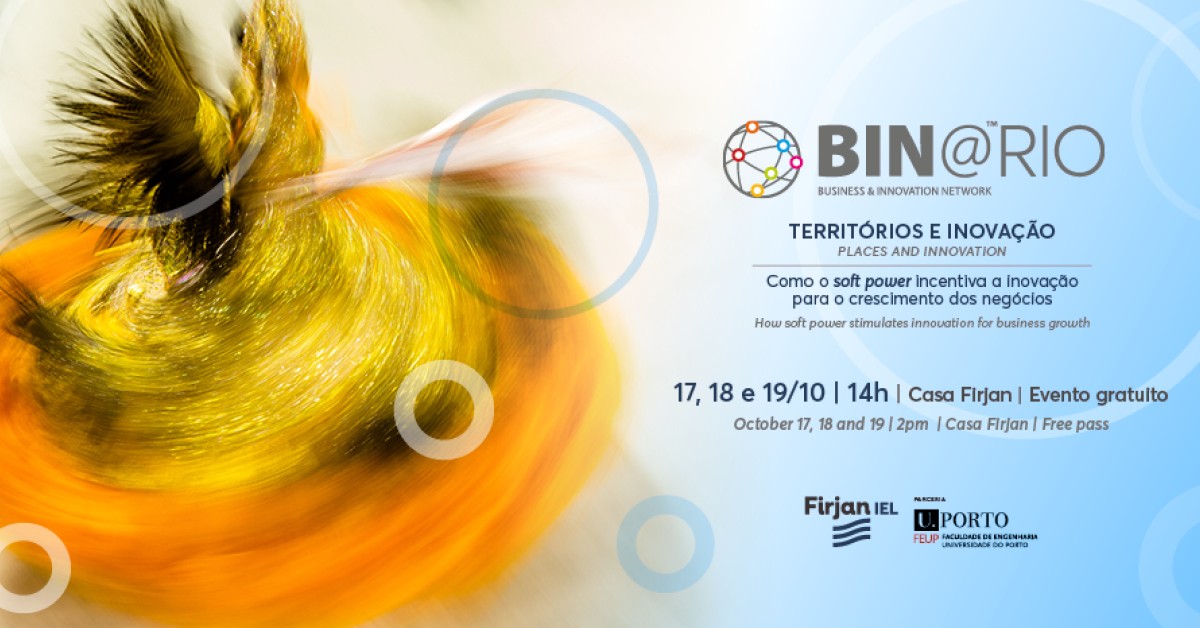 BIN@RIO™
BUSINESS & INNOVATION NETWORK
TERRITÓRIOS E INOVAÇÃO
PLACES AND INNOVATION
Como o soft power incentiva a inovação
para o crescimento dos negócios
How soft power stimulates innovation for business growth
17, 18 e 19/10 | 14h | Casa Firjan | Evento gratuito
October 17, 18 and 19 | 2pm | Casa Firjan | Free pass
Firjan IEL
PARCERIA
U.PORTO
FEUP FACULDADE DE ENGENHARIA
UNIVERSIDADE DO PORTO